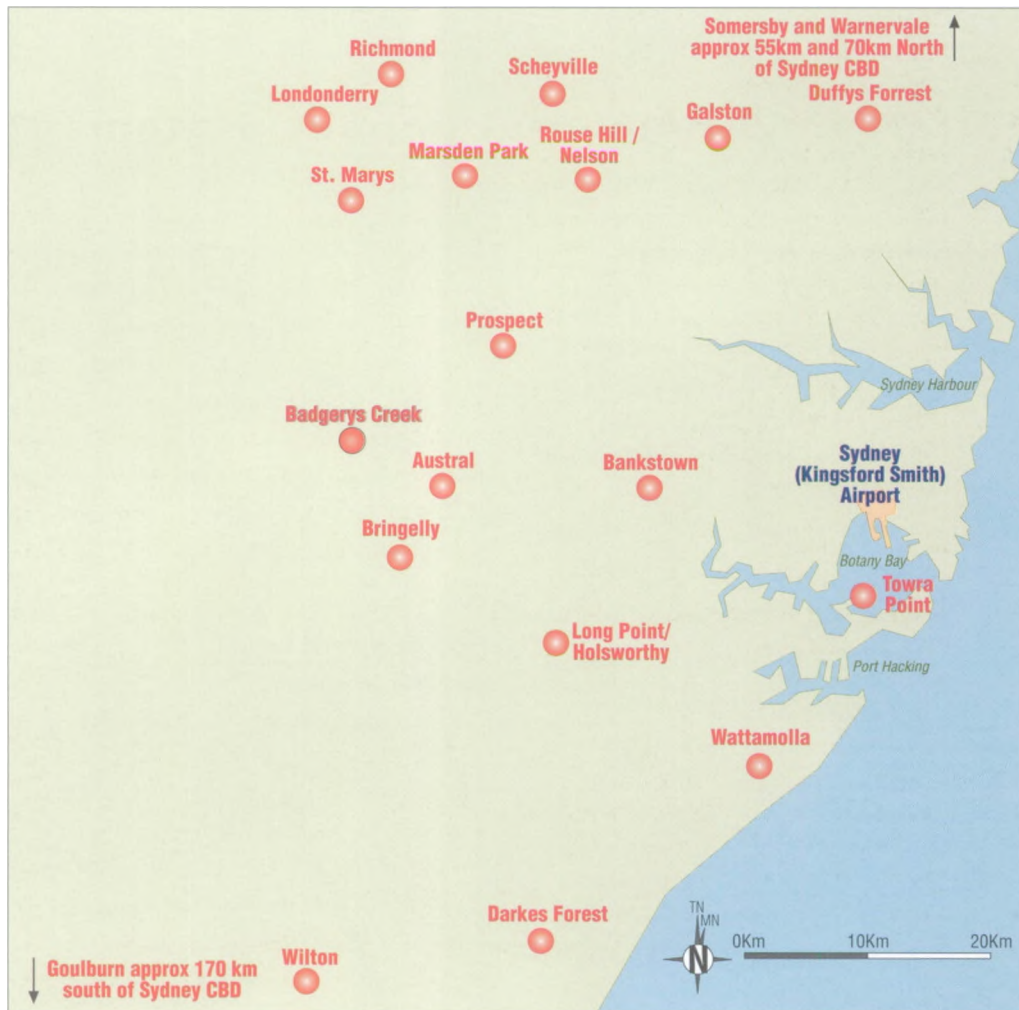 Somersby and Warnervale
approx 55km and 70km North
of Sydney CBD
Richmond
Scheyville
Londonderry
Galston
Duffys Forrest
Rouse Hill /
Nelson
Marsden Park
St. Marys
Prospect
Sydney Harbour
Badgerys Creek
Austral
Bankstown
Sydney
(Kingsford Smith)
Airport
Bringelly
Botany Bay
Towra
Point
Long Point/
Holsworthy
Port Hacking
Wattamolla
Darkes Forest
TN
MN
N
0Km
10Km
20Km
Wilton
Goulburn approx 170 km
south of Sydney CBD